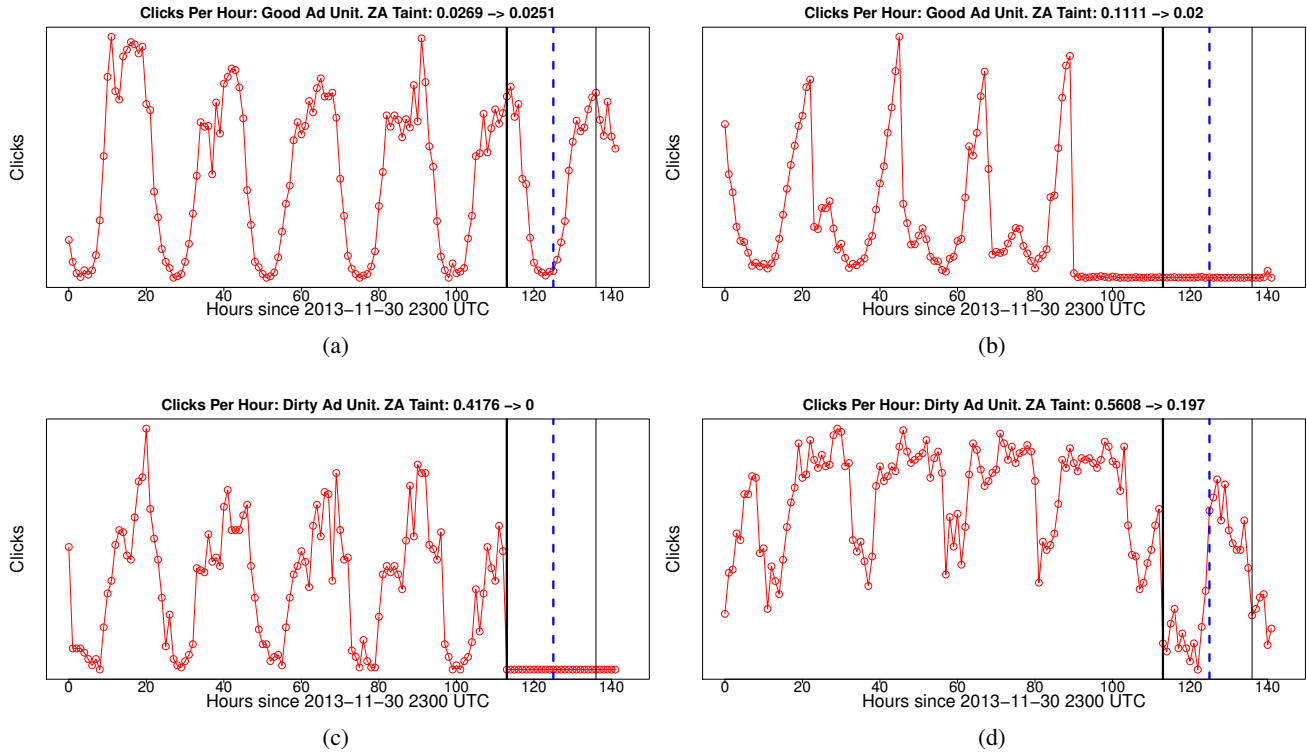 Clicks Per Hour: Good Ad Unit. ZA Taint: 0.0269 −> 0.0251
Clicks
0 20 40 60 80 100 120 140
Hours since 2013−11−30 2300 UTC
(a)
Clicks Per Hour: Good Ad Unit. ZA Taint: 0.1111 −> 0.02
Clicks
0 20 40 60 80 100 120 140
Hours since 2013−11−30 2300 UTC
(b)
Clicks Per Hour: Dirty Ad Unit. ZA Taint: 0.4176 −> 0
Clicks
0 20 40 60 80 100 120 140
Hours since 2013−11−30 2300 UTC
(c)
Clicks Per Hour: Dirty Ad Unit. ZA Taint: 0.5608 −> 0.197
Clicks
0 20 40 60 80 100 120 140
Hours since 2013−11−30 2300 UTC
(d)